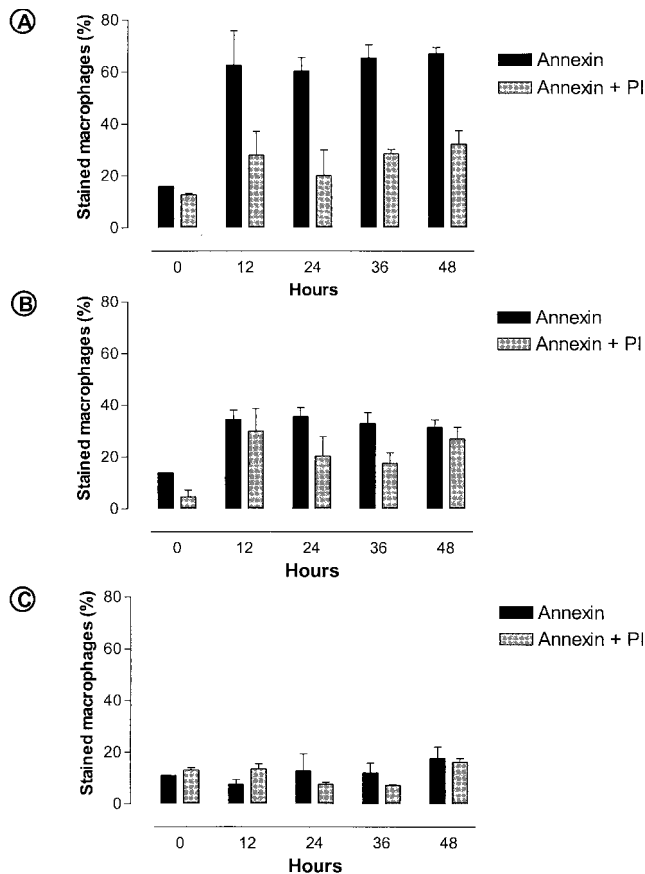 A
Stained macrophages (%)
80
60
40
20
0
0 12 24 36 48
Hours
Annexin
Annexin + PI
B
Stained macrophages (%)
80
60
40
20
0
0 12 24 36 48
Hours
Annexin
Annexin + PI
C
Stained macrophages (%)
80
60
40
20
0
0 12 24 36 48
Hours
Annexin
Annexin + PI